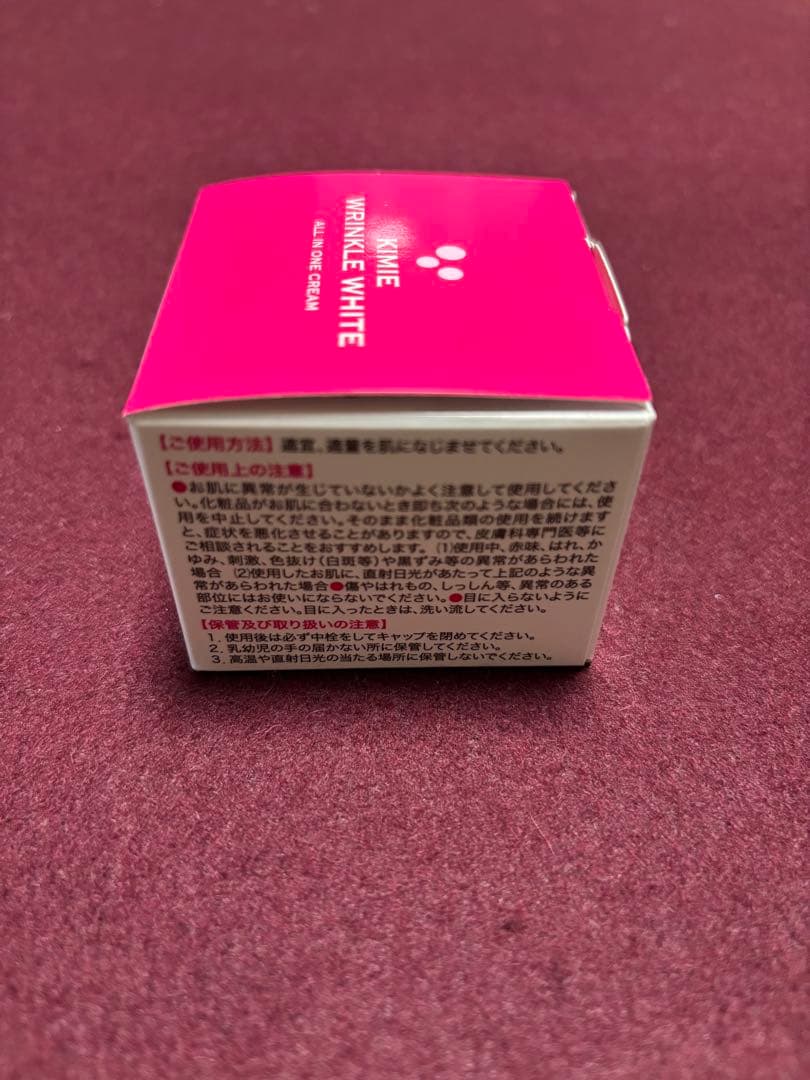 KIMIE
WRINKLE WHITE
ALL IN ONE CREAM
【ご使用方法】適宜、適量を肌になじませてください。
【ご使用上の注意】
●お肌に異常が生じていないかよく注意して使用してくださ
い。化粧品がお肌に合わないとき即ち次のような場合には、使
用を中止してください。そのまま化粧品類の使用を続けます
と、症状を悪化させることがありますので、皮膚科専門医等に
ご相談されることをおすすめします。(1)使用中、赤味、はれ、か
ゆみ、刺激、色抜け(白斑等)や黒ずみ等の異常があらわれた
場合 (2)使用したお肌に、直射日光があたって上記のような異
常があらわれた場合●傷やはれもの、しっしん等、異常のある
部位にはお使いにならないでください。●目に入らないように
ご注意ください。目に入ったときは、洗い流してください。
【保管及び取り扱いの注意】
1. 使用後は必ず中栓をしてキャップを閉めてください。
2. 乳幼児の手の届かない所に保管してください。
3. 高温や直射日光の当たる場所に保管しないでください。